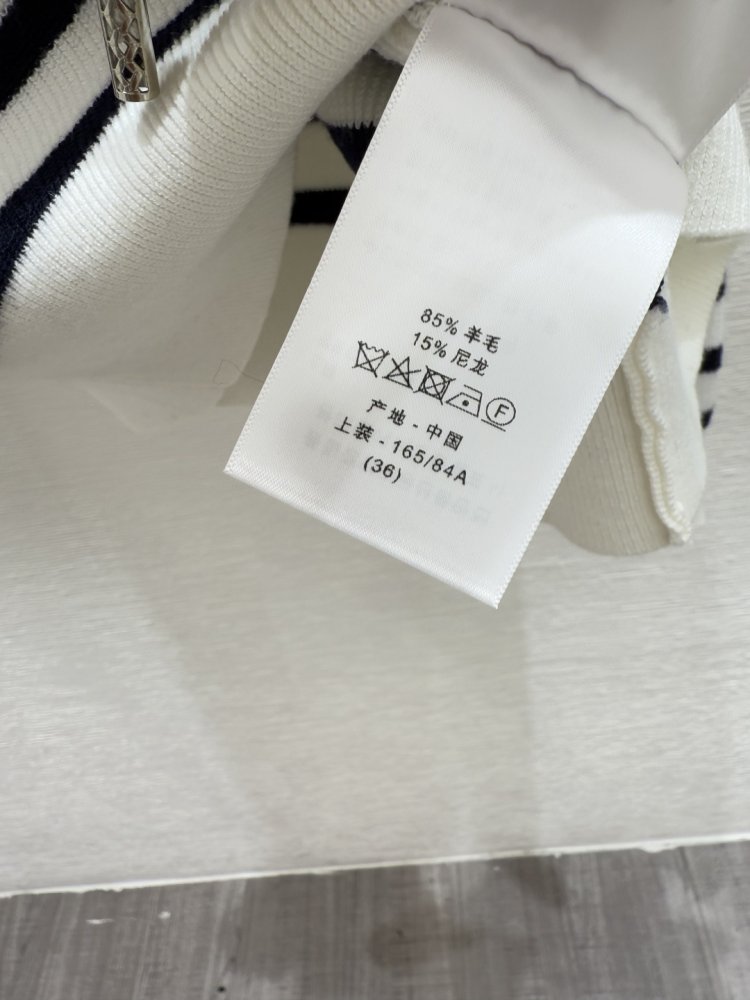 85% 羊毛
15% 尼龙
F
产地 - 中国
上装 - 165/84A
(36)